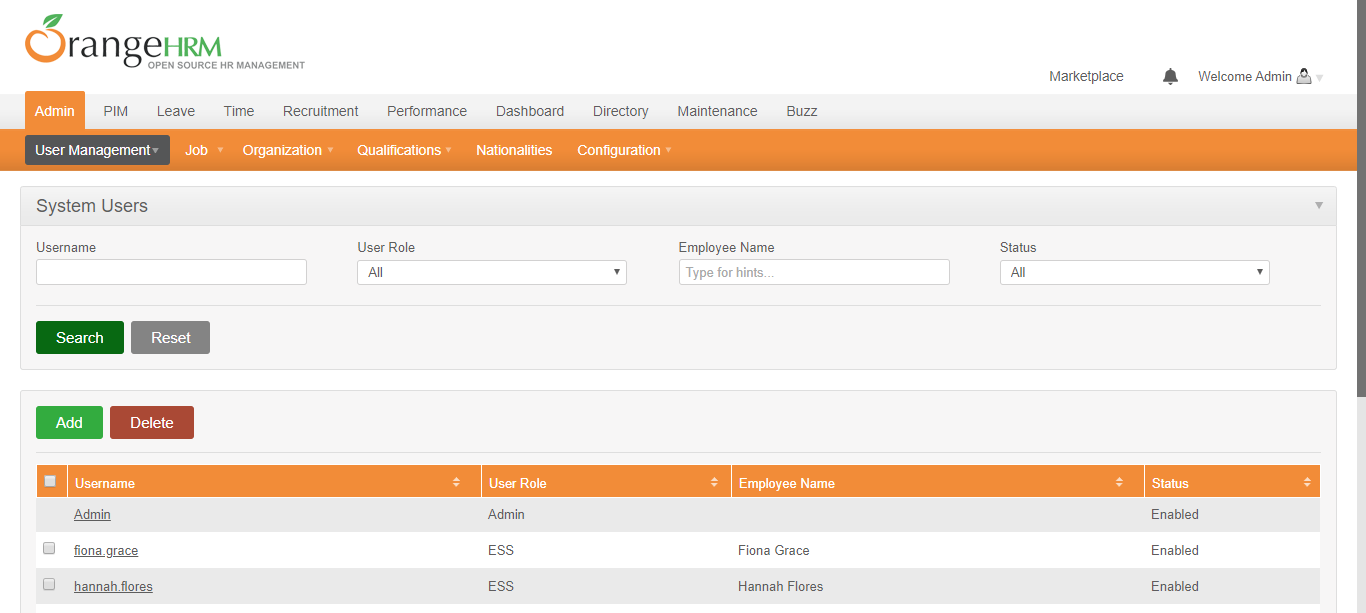 OrangeHRM
OPEN SOURCE HR MANAGEMENT
Marketplace Welcome Admin
Admin PIM Leave Time Recruitment Performance Dashboard Directory Maintenance Buzz
User Management Job Organization Qualifications Nationalities Configuration
System Users
Username User Role Employee Name Status
All Type for hints... All
Search Reset
Add Delete
Username User Role Employee Name Status
Admin Admin Enabled
fiona.grace ESS Fiona Grace Enabled
hannah.flores ESS Hannah Flores Enabled